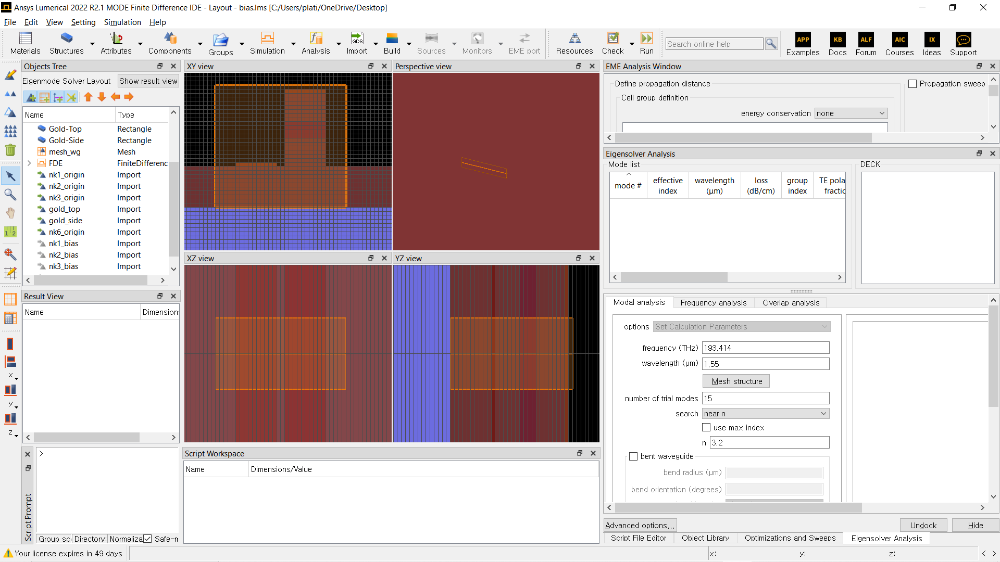 Ansys Lumerical 2022 R2.1 MODE Finite Difference IDE - Layout - bias.lms [C:/Users/plati/OneDrive/Desktop]
File Edit View Setting Simulation Help
Materials Structures Attributes Components Groups Simulation Analysis Import Build Sources Monitors EME port Resources Check Run
GDS
Search online help
APP KB ALF AIC IX
Examples Docs Forum Courses Ideas Support
Objects Tree
Eigenmode Solver Layout Show result view
Name Type
Gold-Top Rectangle
Gold-Side Rectangle
mesh_wg Mesh
FDE FiniteDifferenc
nk1_origin Import
nk2_origin Import
nk3_origin Import
gold_top Import
gold_side Import
nk6_origin Import
nk1_bias Import
nk2_bias Import
nk3_bias Import
1 2
x
y
z
Result View
Name Dimensions
Script Prompt
>
Group sc Directory: Normaliza Safe-m
XY view
Perspective view
XZ view
YZ view
Script Workspace
Name Dimensions/Value
EME Analysis Window
Define propagation distance
Propagation sweep
Cell group definition
energy conservation none
Eigensolver Analysis
Mode list
DECK
mode # effective index wavelength (µm) loss (dB/cm) group index TE pola fractic
Modal analysis Frequency analysis Overlap analysis
options Set Calculation Parameters
frequency (THz) 193.414
wavelength (µm) 1.55
Mesh structure
number of trial modes 15
search near n
use max index
n 3.2
bent waveguide
bend radius (µm)
bend orientation (degrees)
Advanced options... Undock Hide
Script File Editor Object Library Optimizations and Sweeps Eigensolver Analysis
Your license expires in 49 days
x: y: z: